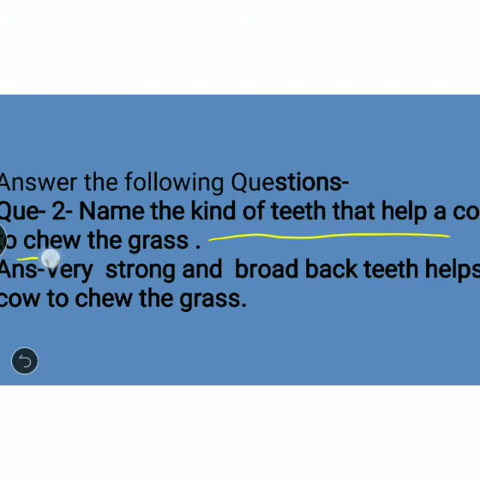 Answer the following Questions-
Que- 2- Name the kind of teeth that help a co
to chew the grass .
Ans-Very strong and broad back teeth helps
cow to chew the grass.